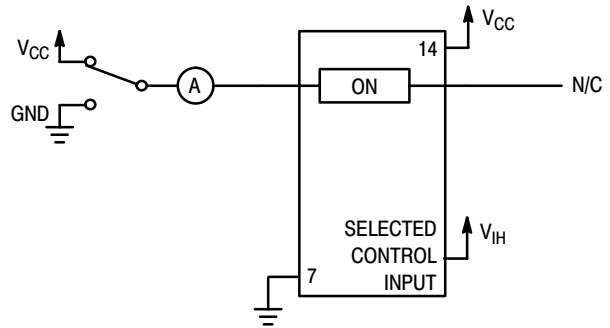 VCC
14
VCC
A
ON
N/C
GND
SELECTED
CONTROL
INPUT
VIH
7